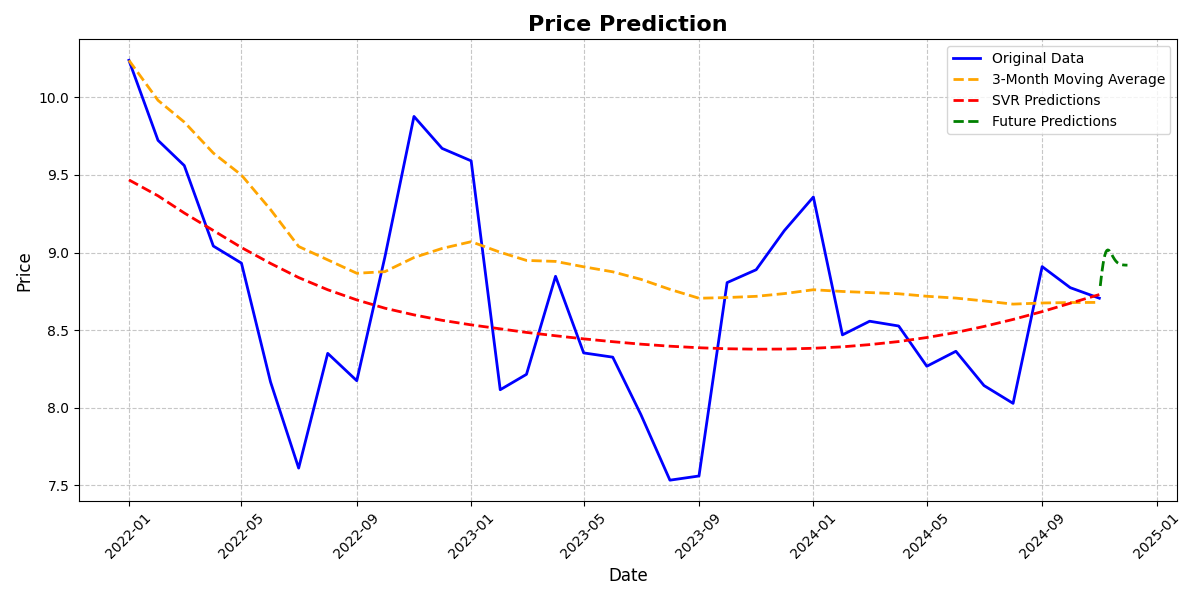 Price Prediction
Original Data
3-Month Moving Average
SVR Predictions
Future Predictions
Price
10.0
9.5
9.0
8.5
8.0
7.5
2022-01
2022-05
2022-09
2023-01
2023-05
2023-09
2024-01
2024-05
2024-09
2025-01
Date